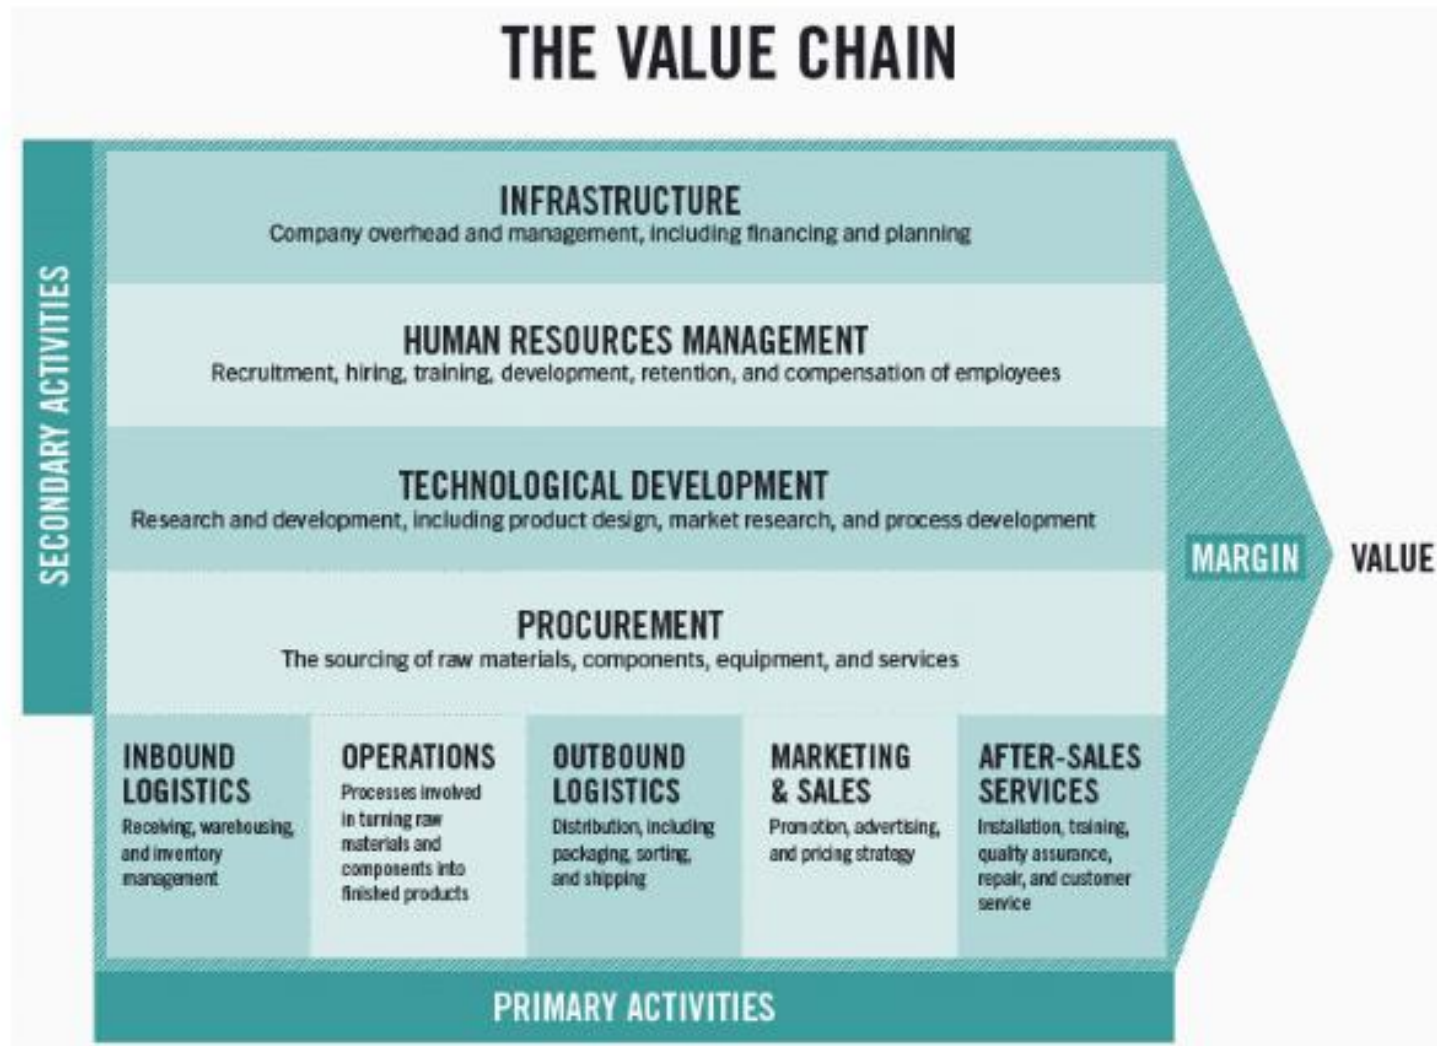 THE VALUE CHAIN
SECONDARY ACTIVITIES
INFRASTRUCTURE
Company overhead and management, including financing and planning
HUMAN RESOURCES MANAGEMENT
Recruitment, hiring, training, development, retention, and compensation of employees
TECHNOLOGICAL DEVELOPMENT
Research and development, including product design, market research, and process development
PROCUREMENT
The sourcing of raw materials, components, equipment, and services
INBOUND
LOGISTICS
Receiving, warehousing,
and inventory
management
OPERATIONS
Processes involved
in turning raw
materials and
components into
finished products
OUTBOUND
LOGISTICS
Distribution, including
packaging, sorting,
and shipping
MARKETING
& SALES
Promotion, advertising,
and pricing strategy
AFTER-SALES
SERVICES
Installation, training,
quality assurance,
repair, and customer
service
MARGIN
VALUE
PRIMARY ACTIVITIES